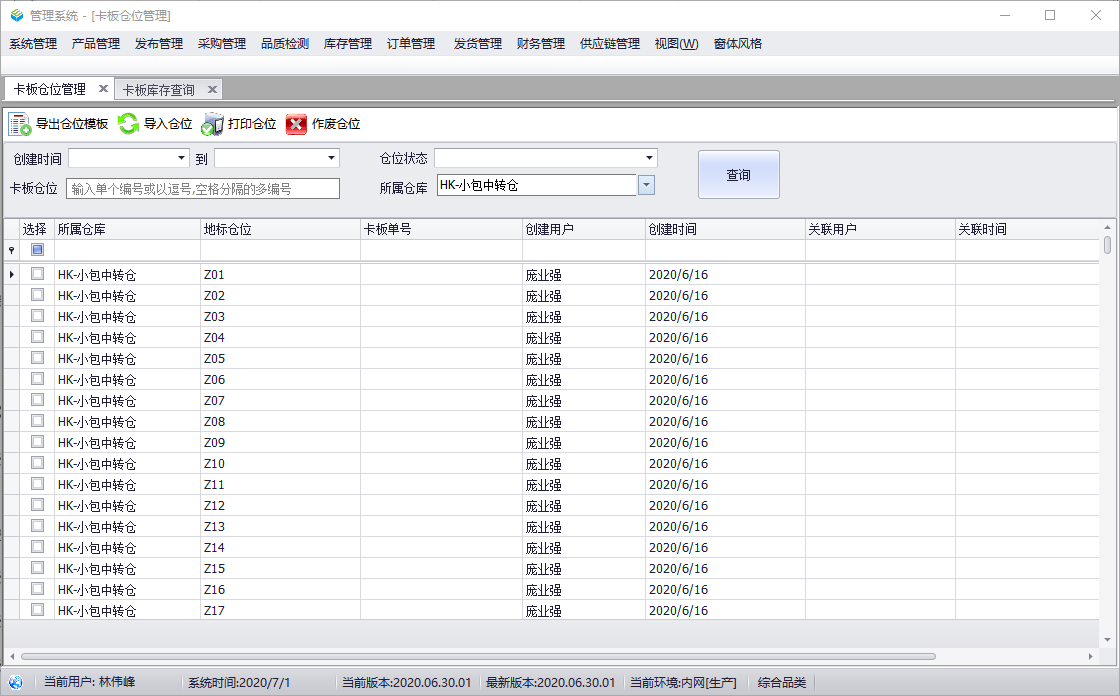 管理系统 - [卡板仓位管理]
系统管理 产品管理 发布管理 采购管理 品质检测 库存管理 订单管理 发货管理 财务管理 供应链管理 视图(W) 窗体风格
卡板仓位管理 卡板库存查询
导出仓位模板 导入仓位 打印仓位 作废仓位
创建时间 到 仓位状态
卡板仓位 输入单个编号或以逗号,空格分隔的多编号 所属仓库 HK-小包中转仓 查询
选择 所属仓库 地标仓位 卡板单号 创建用户 创建时间 关联用户 关联时间
HK-小包中转仓 Z01 庞业强 2020/6/16
HK-小包中转仓 Z02 庞业强 2020/6/16
HK-小包中转仓 Z03 庞业强 2020/6/16
HK-小包中转仓 Z04 庞业强 2020/6/16
HK-小包中转仓 Z05 庞业强 2020/6/16
HK-小包中转仓 Z06 庞业强 2020/6/16
HK-小包中转仓 Z07 庞业强 2020/6/16
HK-小包中转仓 Z08 庞业强 2020/6/16
HK-小包中转仓 Z09 庞业强 2020/6/16
HK-小包中转仓 Z10 庞业强 2020/6/16
HK-小包中转仓 Z11 庞业强 2020/6/16
HK-小包中转仓 Z12 庞业强 2020/6/16
HK-小包中转仓 Z13 庞业强 2020/6/16
HK-小包中转仓 Z14 庞业强 2020/6/16
HK-小包中转仓 Z15 庞业强 2020/6/16
HK-小包中转仓 Z16 庞业强 2020/6/16
HK-小包中转仓 Z17 庞业强 2020/6/16
当前用户: 林伟峰 系统时间:2020/7/1 当前版本:2020.06.30.01 最新版本:2020.06.30.01 当前环境:内网[生产] 综合品类